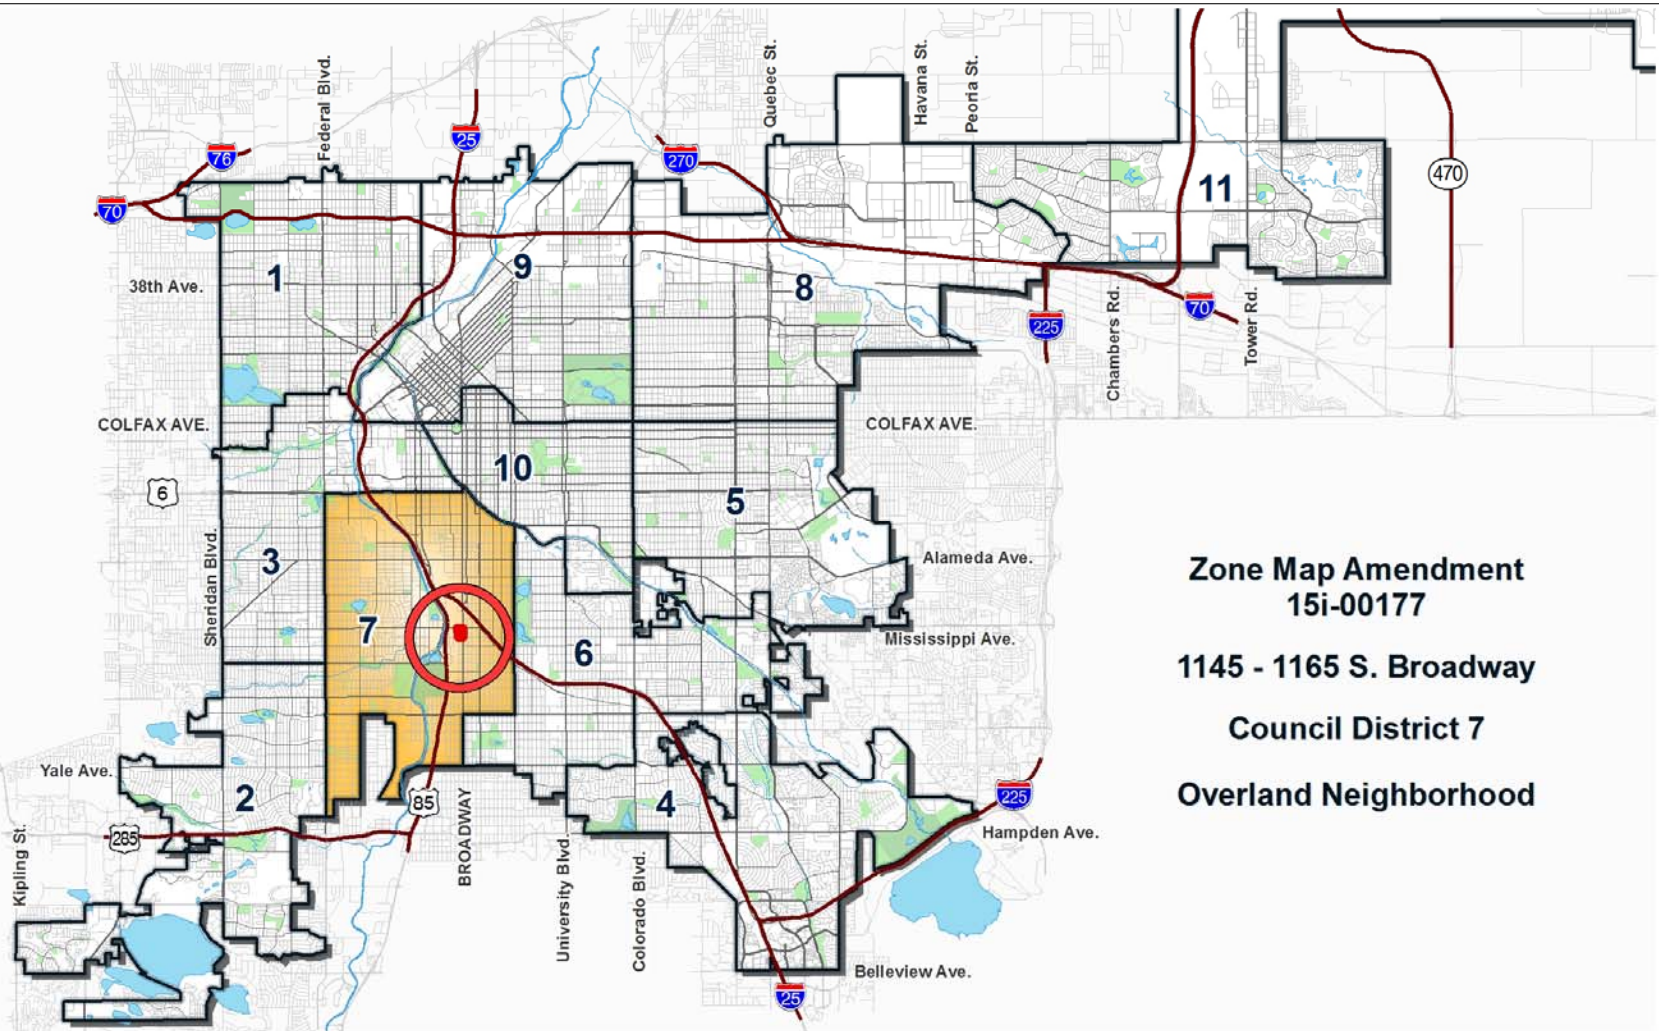 Federal Blvd.
Quebec St.
Havana St.
Peoria St.
25
76
270
470
70
11
9
1
8
38th Ave.
70
225
Chambers Rd.
Tower Rd.
COLFAX AVE.
COLFAX AVE.
10
6
5
3
Sheridan Blvd.
Alameda Ave.
Zone Map Amendment
15i-00177
7
6
Mississippi Ave.
1145 - 1165 S. Broadway
Council District 7
Yale Ave.
2
85
4
225
Overland Neighborhood
285
Hampden Ave.
Kipling St.
BROADWAY
University Blvd.
Colorado Blvd.
Belleview Ave.
25